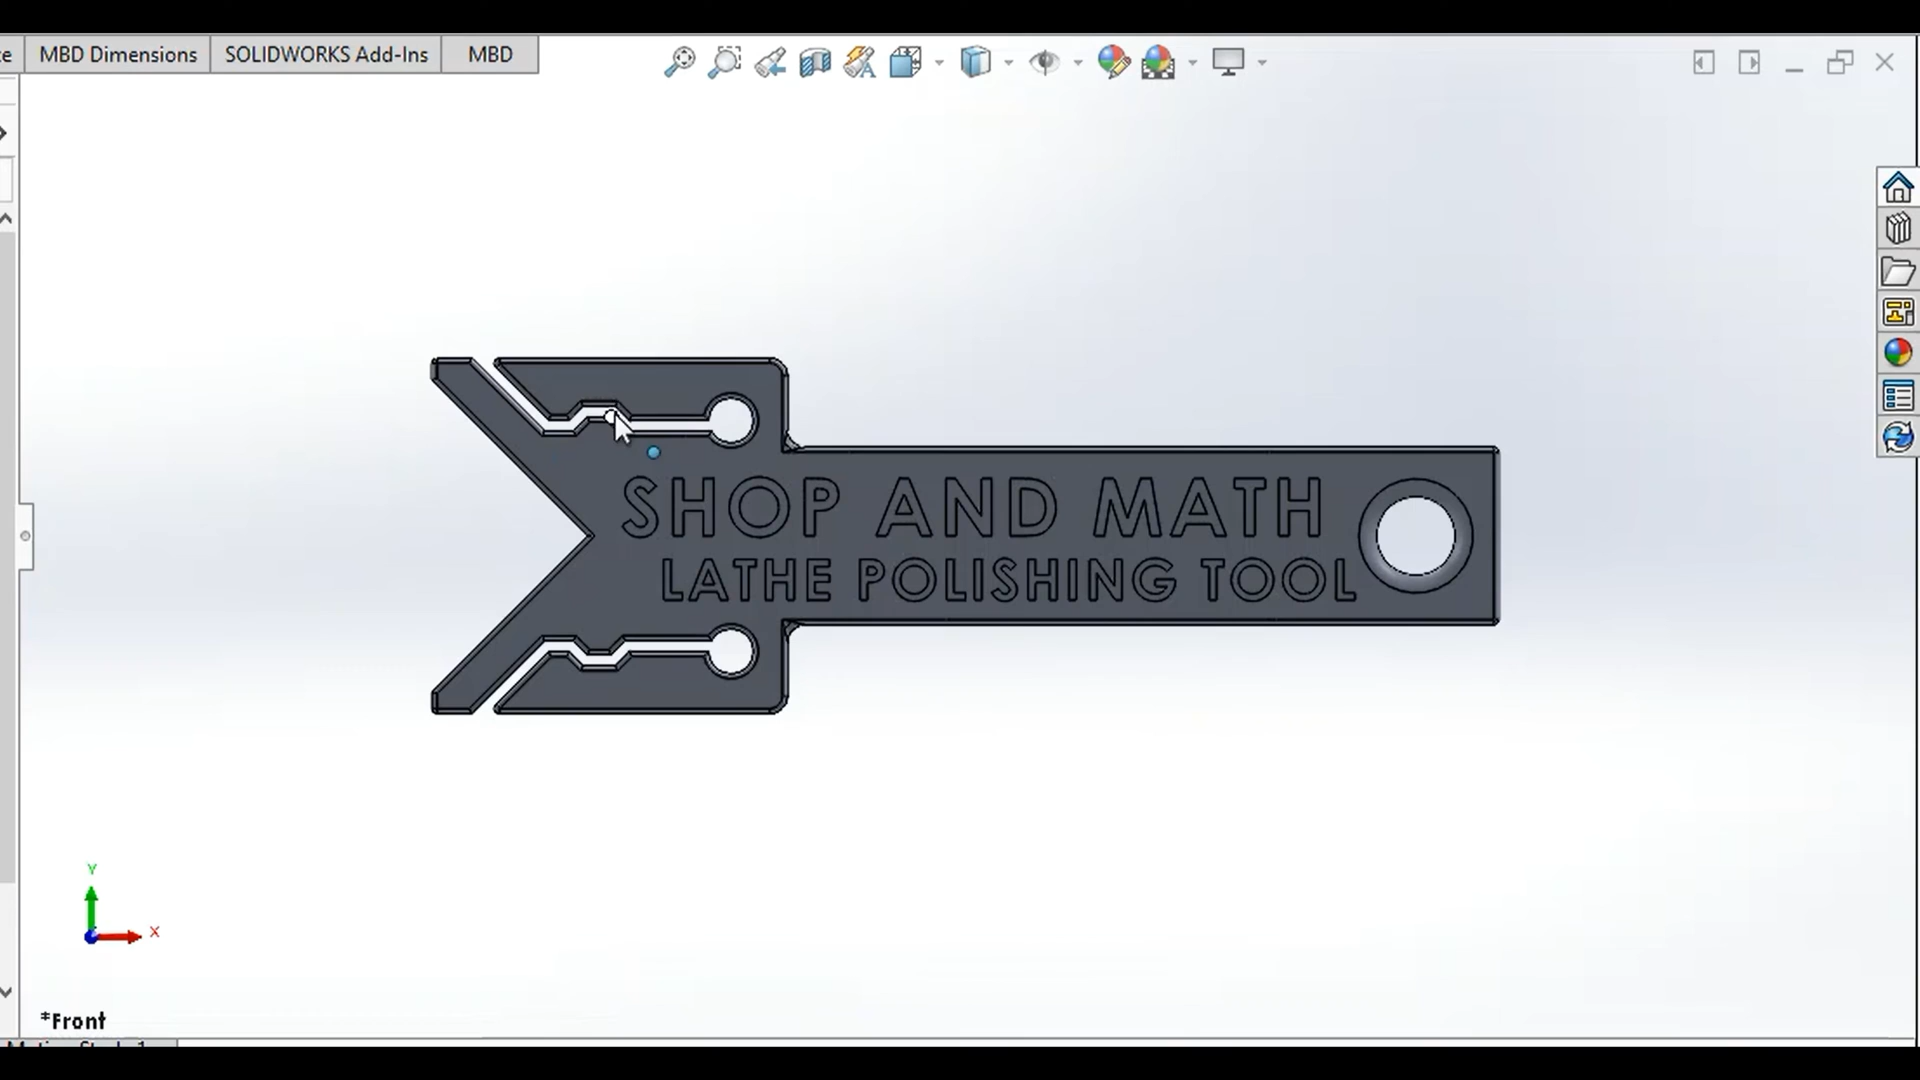 MBD Dimensions
SOLIDWORKS Add-Ins
MBD
SHOP AND MATH
LATHE POLISHING TOOL
Y
X
*Front